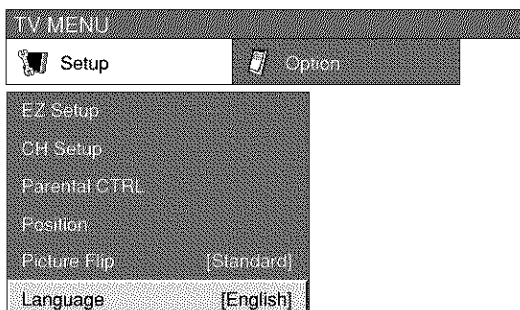 TV MENU
Setup Option
EZ Setup
CH Setup
Parental CTRL
Position
Picture Flip [Standard]
Language [English]